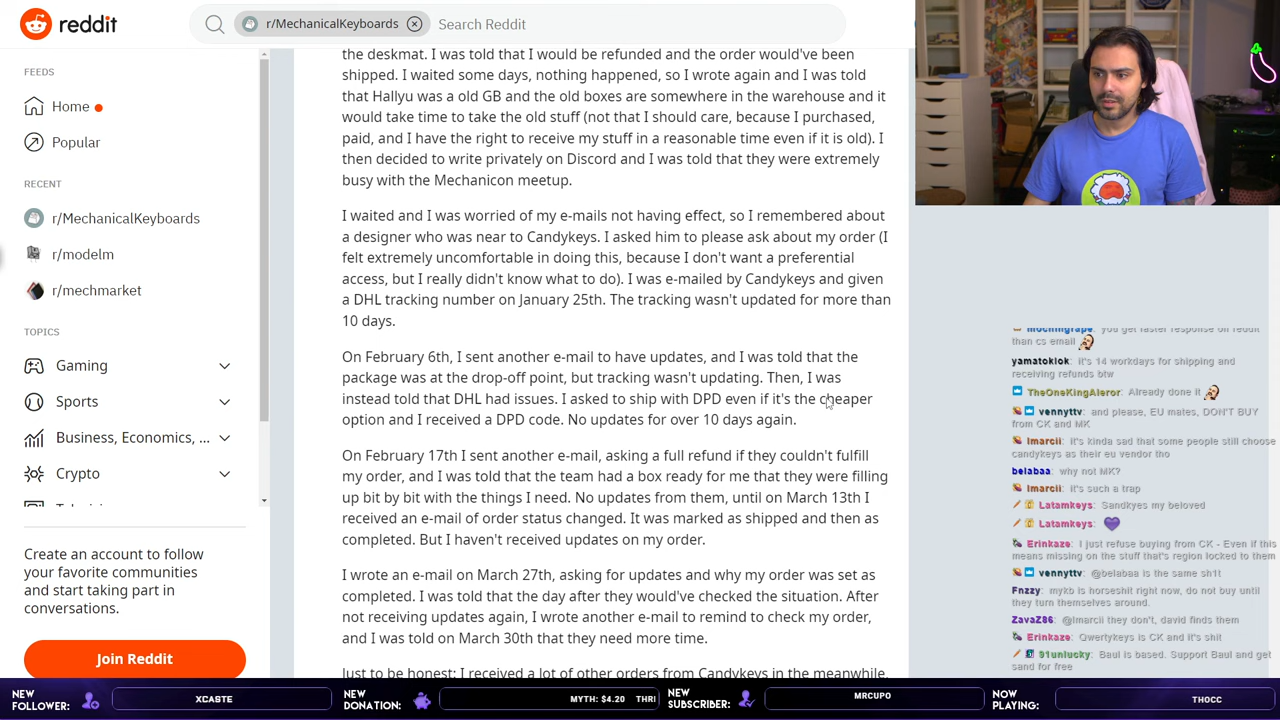 reddit
r/MechanicalKeyboards
Search Reddit
FEEDS
Home
Popular
RECENT
r/MechanicalKeyboards
r/modelm
r/mechmarket
TOPICS
Gaming
Sports
Business, Economics, ...
Crypto
Create an account to follow
your favorite communities
and start taking part in
conversations.
Join Reddit
the deskmat. I was told that I would be refunded and the order would've been
shipped. I waited some days, nothing happened, so I wrote again and I was told
that Hallyu was a old GB and the old boxes are somewhere in the warehouse and it
would take time to take the old stuff (not that I should care, because I purchased,
paid, and I have the right to receive my stuff in a reasonable time even if it is old). I
then decided to write privately on Discord and I was told that they were extremely
busy with the Mechanicon meetup.
I waited and I was worried of my e-mails not having effect, so I remembered about
a designer who was near to Candykeys. I asked him to please ask about my order (I
felt extremely uncomfortable in doing this, because I don't want a preferential
access, but I really didn't know what to do). I was e-mailed by Candykeys and given
a DHL tracking number on January 25th. The tracking wasn't updated for more than
10 days.
On February 6th, I sent another e-mail to have updates, and I was told that the
package was at the drop-off point, but tracking wasn't updating. Then, I was
instead told that DHL had issues. I asked to ship with DPD even if it's the cheaper
option and I received a DPD code. No updates for over 10 days again.
On February 17th I sent another e-mail, asking a full refund if they couldn't fulfill
my order, and I was told that the team had a box ready for me that they were filling
up bit by bit with the things I need. No updates from them, until on March 13th I
received an e-mail of order status changed. It was marked as shipped and then as
completed. But I haven't received updates on my order.
I wrote an e-mail on March 27th, asking for updates and why my order was set as
completed. I was told that the day after they would've checked the situation. After
not receiving updates again, I wrote another e-mail to remind to check my order,
and I was told on March 30th that they need more time.
Just to be honest: I received a lot of other orders from Candykeys in the meanwhile,
mochingrape: you get faster response on reddit
than cs email
yamatoklok: it's 14 workdays for shipping and
receiving refunds btw
TheOneKingAleror: Already done it
vennyttv: and please, EU mates, DON'T BUY
from CK and MK
lmarcii: it's kinda sad that some people still choose
candykeys as their eu vendor tho
belabaa: why not MK?
lmarcii: it's such a trap
Latamkeys: Sandkyes my beloved
Latamkeys:
Erinkaze: I just refuse buying from CK - Even if this
means missing on the stuff that's region locked to them
vennyttv: @belabaa is the same sh1t
Fnzzy: mykb is horseshit right now, do not buy until
they turn themselves around.
ZavaZ86: @lmarcii they don't, david finds them
Erinkaze: Qwertykeys is CK and it's shit
91unlucky: Baul is based. Support Baul and get
sand for free
NEW FOLLOWER:
XCASTE
NEW DONATION:
MYTH: $4.20 THRI
NEW SUBSCRIBER:
MRCUPO
NOW PLAYING:
THOCC